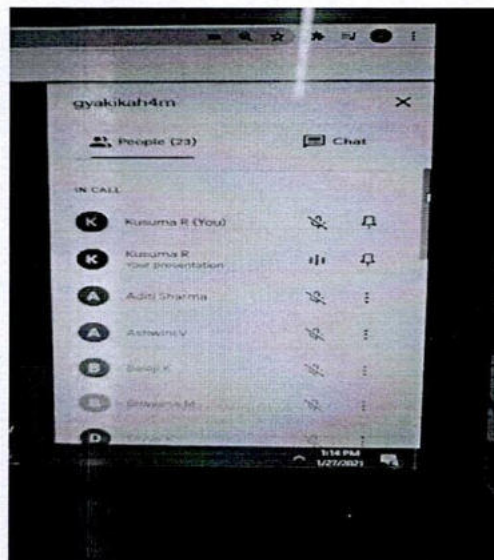 gyakikah4m
People (23)
Chat
IN CALL
K Kusuma R (You)
K Kusuma R
Your presentation
A Aditi Sharma
A Ashwini V
B Balaji K
B
D
1:14 PM
1/27/2021